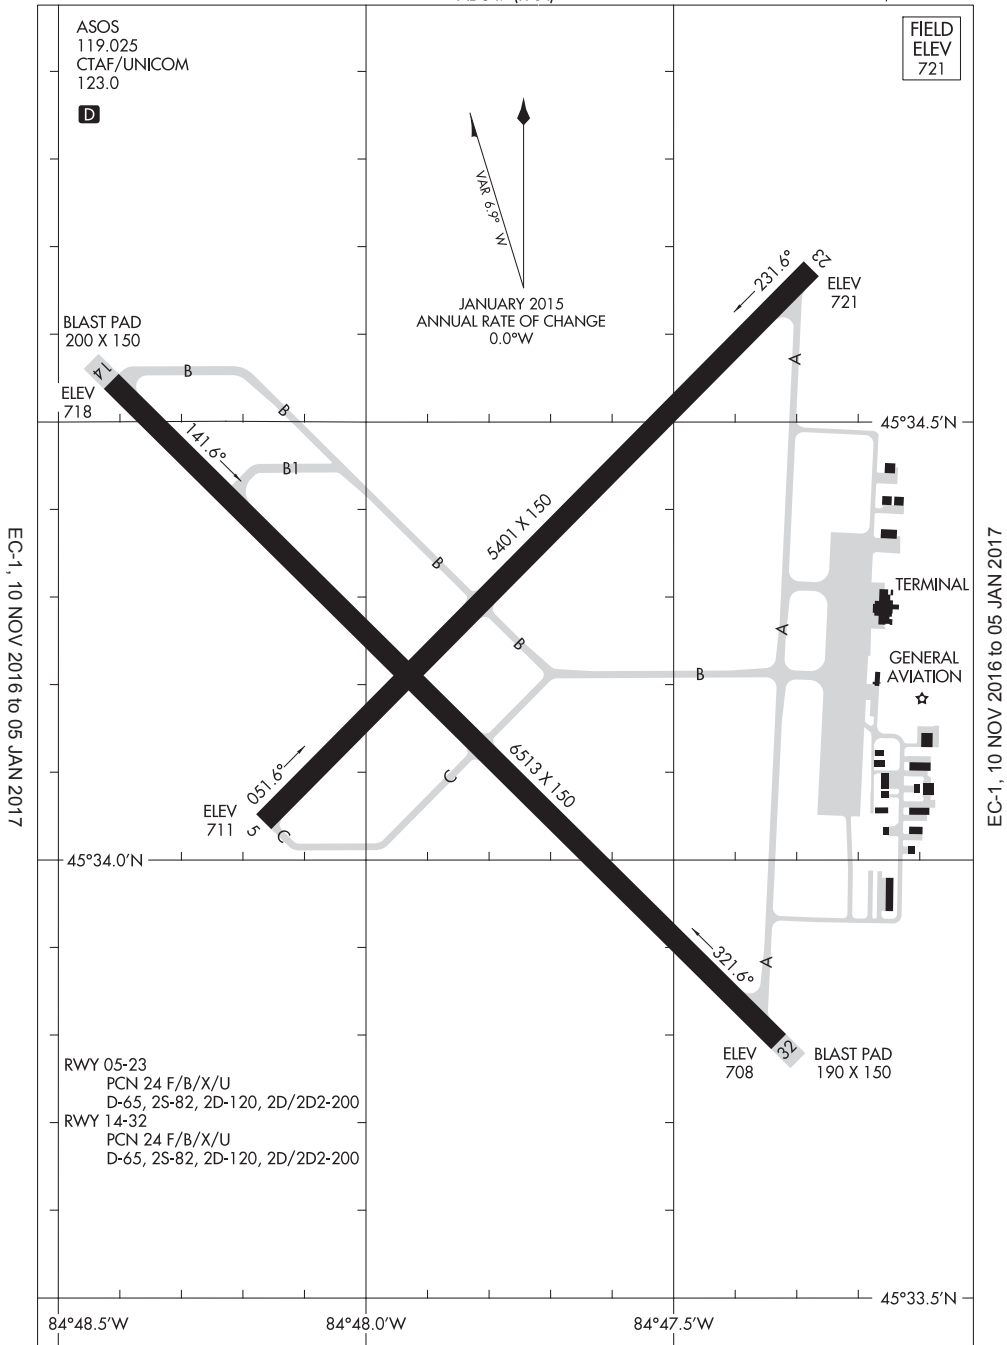 ASOS
119.025
CTAF/UNICOM
123.0
D
FIELD
ELEV
721
VAR 6.9° W
JANUARY 2015
ANNUAL RATE OF CHANGE
0.0°W
231.6°
23
ELEV
721
BLAST PAD
200 X 150
14
ELEV
718
B
B
A
45°34.5'N
141.6°
B1
5401 X 150
B
TERMINAL
A
B
B
GENERAL
AVIATION
6513 X 150
C
051.6°
ELEV
711
5
C
45°34.0'N
321.6°
A
ELEV
708
32
BLAST PAD
190 X 150
RWY 05-23
PCN 24 F/B/X/U
D-65, 2S-82, 2D-120, 2D/2D2-200
RWY 14-32
PCN 24 F/B/X/U
D-65, 2S-82, 2D-120, 2D/2D2-200
45°33.5'N
84°48.5'W
84°48.0'W
84°47.5'W
EC-1, 10 NOV 2016 to 05 JAN 2017
EC-1, 10 NOV 2016 to 05 JAN 2017